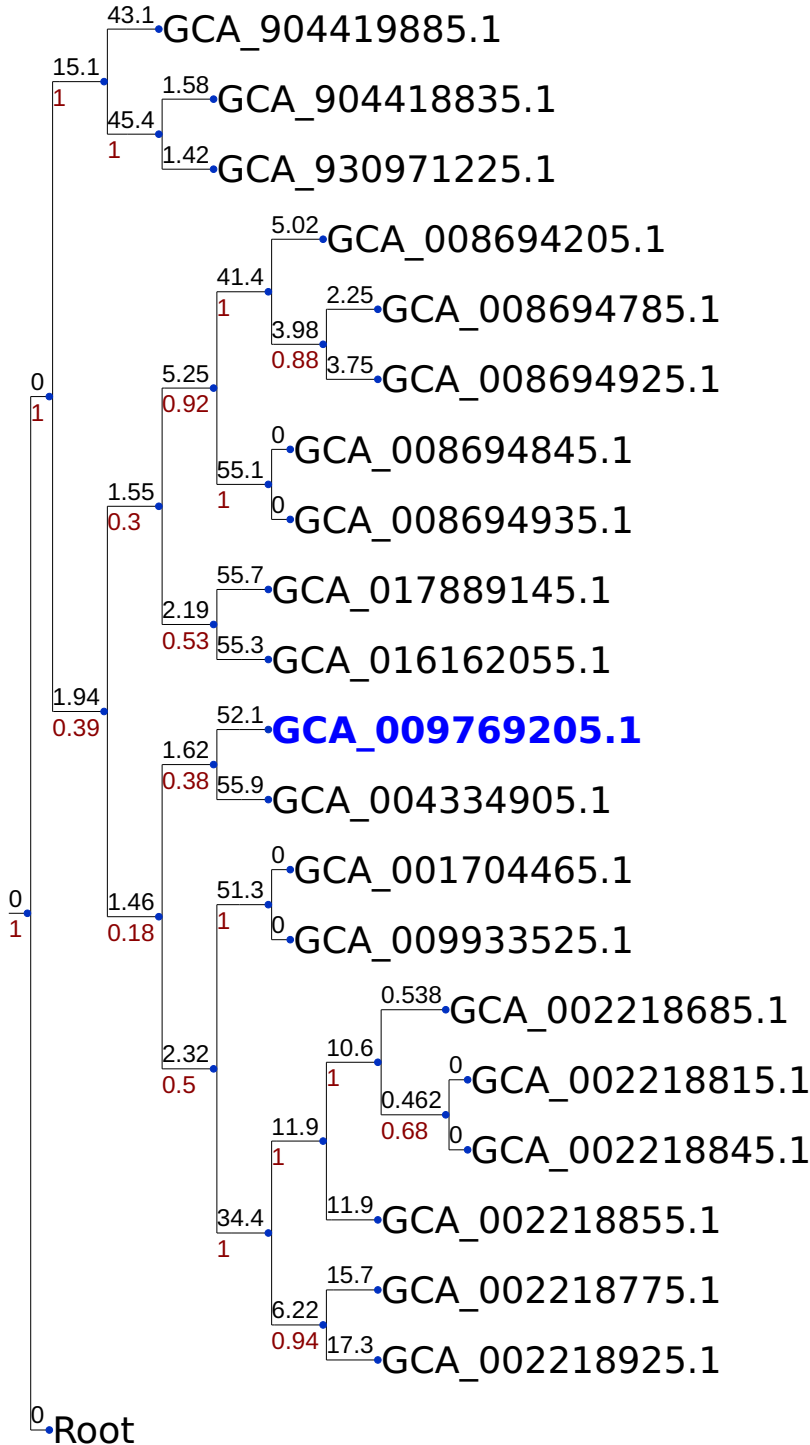 43.1
GCA_904419885.1
15.1
1
1.58
GCA_904418835.1
45.4
1
1.42
GCA_930971225.1
5.02
GCA_008694205.1
41.4
1
2.25
GCA_008694785.1
3.98
0.88
3.75
GCA_008694925.1
5.25
0.92
0
1
0
GCA_008694845.1
55.1
1
0
GCA_008694935.1
1.55
0.3
55.7
GCA_017889145.1
2.19
0.53
55.3
GCA_016162055.1
1.94
0.39
52.1
GCA_009769205.1
1.62
0.38
55.9
GCA_004334905.1
0
GCA_001704465.1
51.3
1
1.46
0.18
0
1
0
GCA_009933525.1
0.538
GCA_002218685.1
10.6
1
2.32
0.5
0
GCA_002218815.1
0.462
0.68
0
GCA_002218845.1
11.9
1
11.9
GCA_002218855.1
34.4
1
15.7
GCA_002218775.1
6.22
0.94
17.3
GCA_002218925.1
0
Root